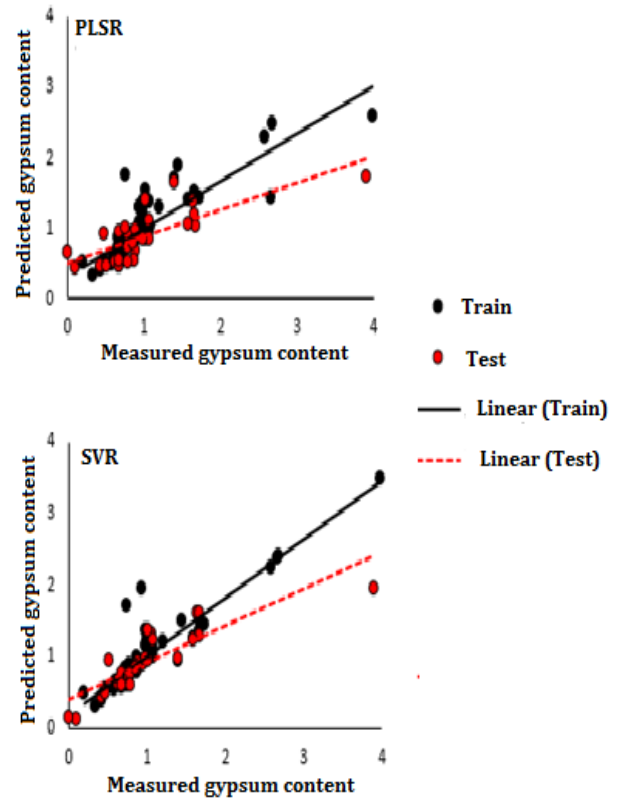 PLSR
4
3
2
1
0
Predicted gypsum content
0 1 2 3 4
Measured gypsum content
Train
Test
Linear (Train)
Linear (Test)
SVR
4
3
2
1
0
Predicted gypsum content
0 1 2 3 4
Measured gypsum content